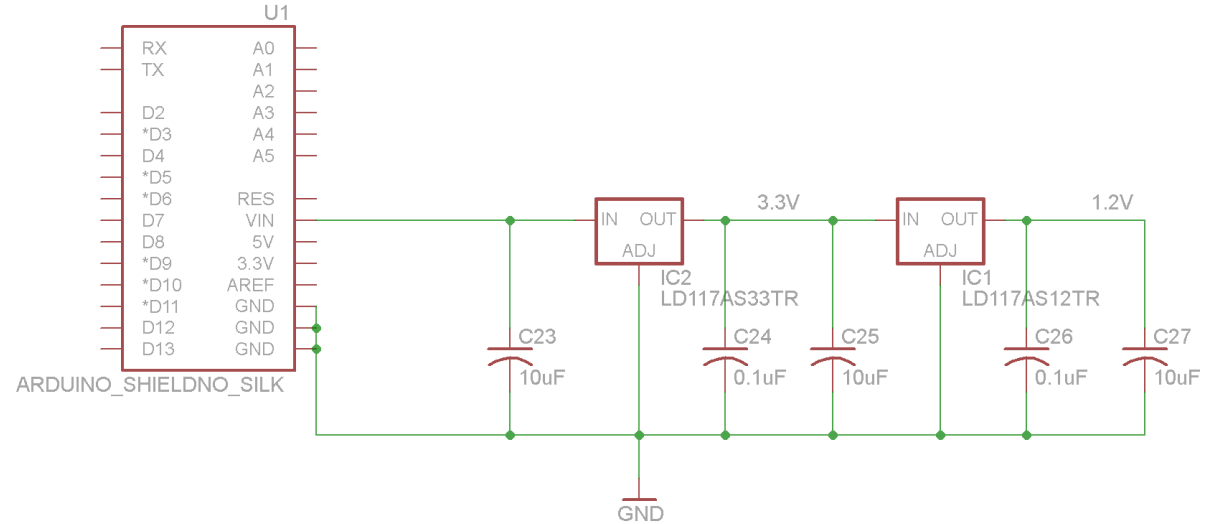 U1
RX A0
TX A1
A2
D2 A3
*D3 A4
D4 A5
*D5
*D6 RES
D7 VIN
D8 5V
*D9 3.3V
*D10 AREF
*D11 GND
D12 GND
D13 GND
ARDUINO_SHIELDNO_SILK
3.3V
1.2V
IN OUT
ADJ
IC2
LD117AS33TR
IN OUT
ADJ
IC1
LD117AS12TR
C23
10uF
C24
0.1uF
C25
10uF
C26
0.1uF
C27
10uF
GND